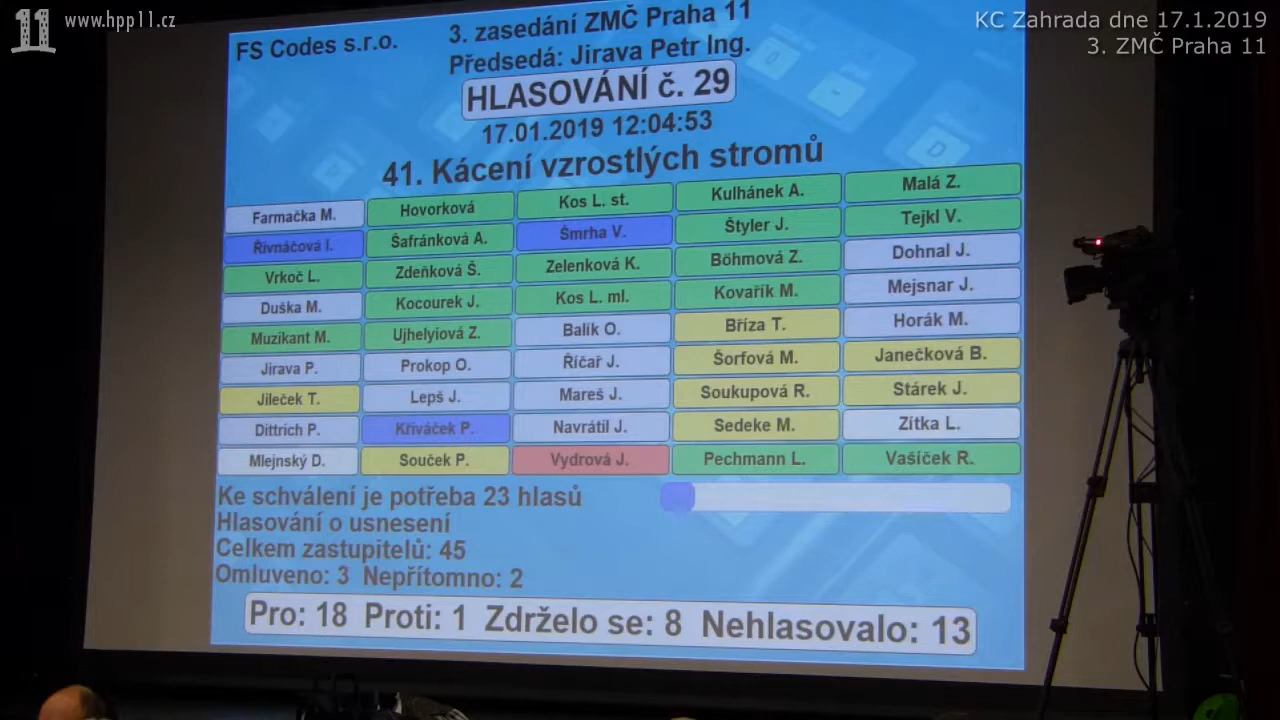 11 www.hpp11.cz
KC Zahrada dne 17.1.2019
3. ZMČ Praha 11
FS Codes s.r.o.
3. zasedání ZMČ Praha 11
Předsedá: Jirava Petr Ing.
HLASOVÁNÍ č. 29
17.01.2019 12:04:53
41. Kácení vzrostlých stromů
Farmačka M. Hovorková Kos L. st. Kulhánek A. Malá Z.
Řivnáčová I. Šafránková A. Šmrha V. Štyler J. Tejkl V.
Vrkoč L. Zdeňková Š. Zelenková K. Böhmová Z. Dohnal J.
Duška M. Kocourek J. Kos L. ml. Kovařík M. Mejsnar J.
Muzikant M. Ujhelyiová Z. Balík O. Bříza T. Horák M.
Jirava P. Prokop O. Říčař J. Šorfová M. Janečková B.
Jileček T. Lepš J. Mareš J. Soukupová R. Stárek J.
Dittrich P. Křiváček P. Navrátil J. Sedeke M. Zítka L.
Mlejnský D. Souček P. Vydrová J. Pechmann L. Vašíček R.
Ke schválení je potřeba 23 hlasů
Hlasování o usnesení
Celkem zastupitelů: 45
Omluveno: 3 Nepřítomno: 2
Pro: 18 Proti: 1 Zdrželo se: 8 Nehlasovalo: 13